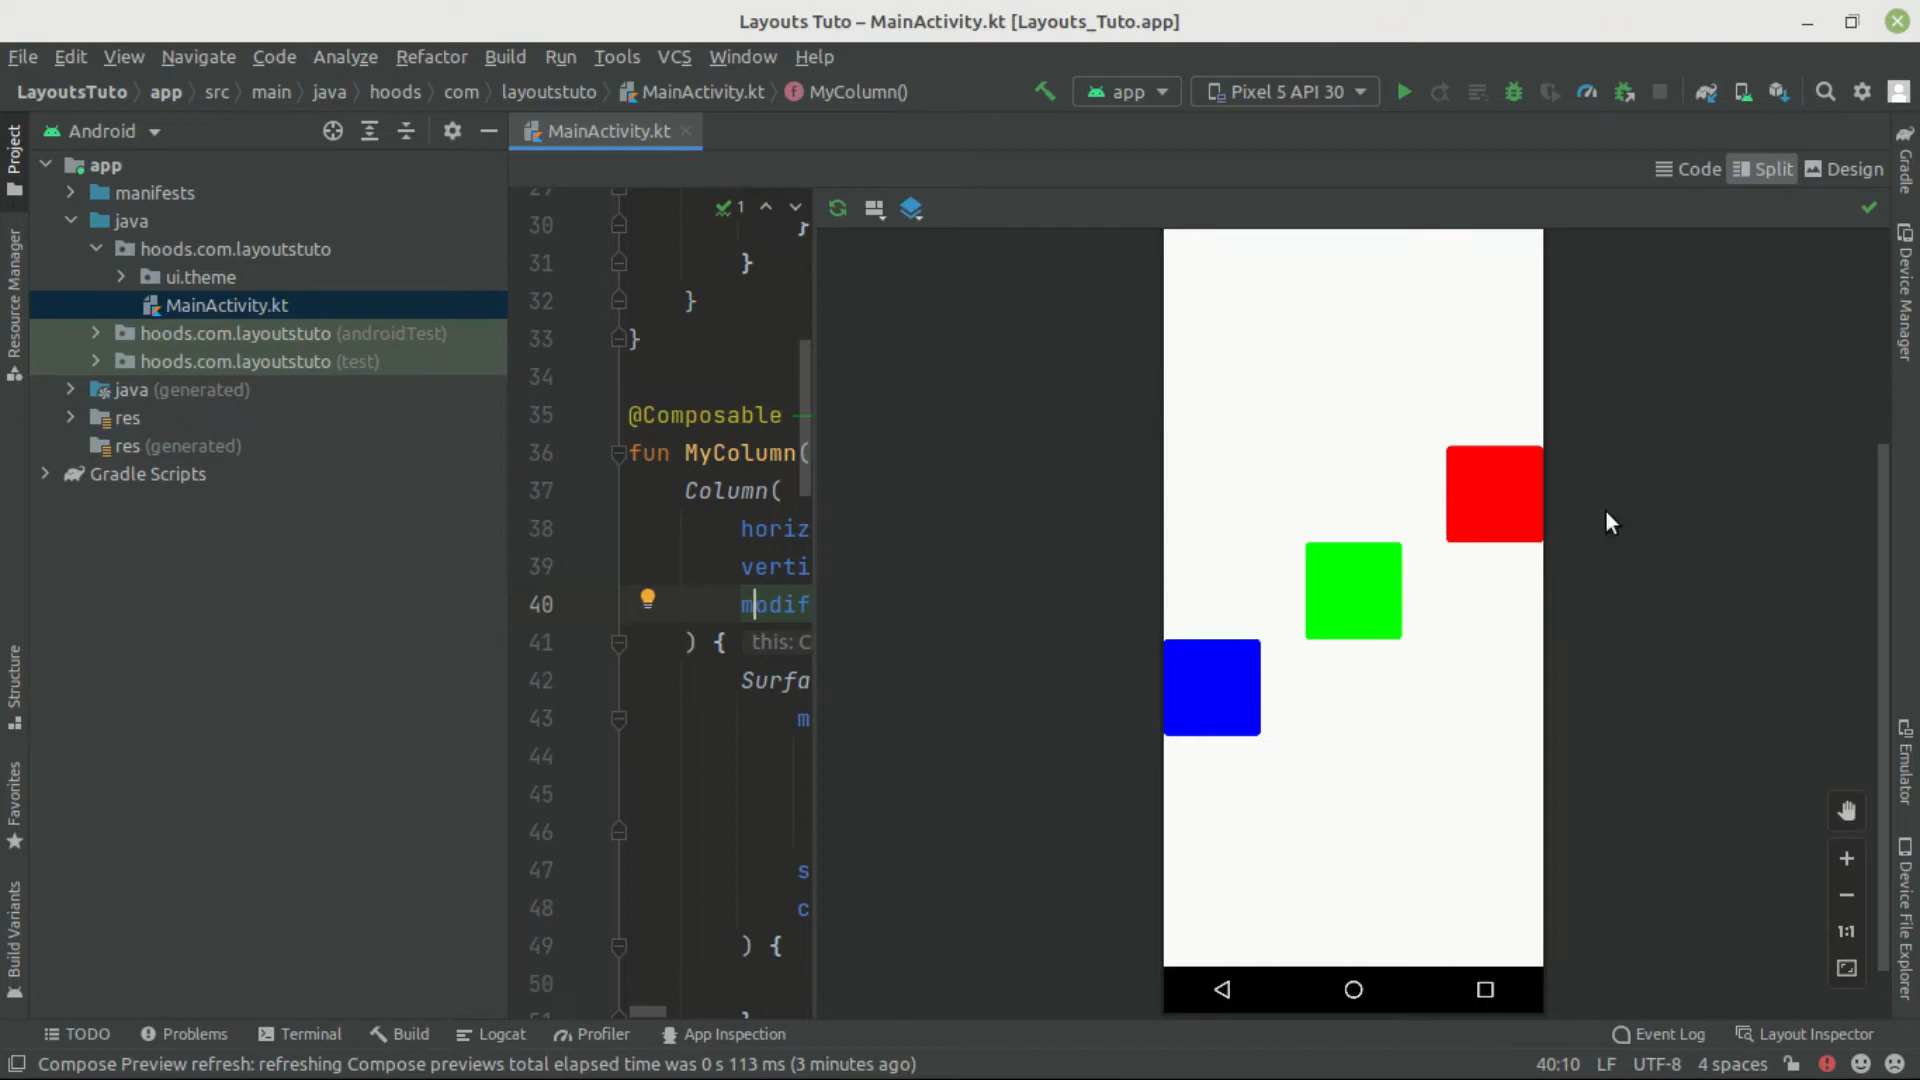 Layouts Tuto – MainActivity.kt [Layouts_Tuto.app]
File Edit View Navigate Code Analyze Refactor Build Run Tools VCS Window Help
LayoutsTuto app src main java hoods com layoutstuto MainActivity.kt MyColumn() app Pixel 5 API 30
Project
Resource Manager
Structure
Favorites
Build Variants
Android
app
manifests
java
hoods.com.layoutstuto
ui.theme
MainActivity.kt
hoods.com.layoutstuto (androidTest)
hoods.com.layoutstuto (test)
java (generated)
res
res (generated)
Gradle Scripts
MainActivity.kt
Code Split Design
1
30 }
31 }
32 }
33 }
34
35 @Composable
36 fun MyColumn(
37 Column(
38 horiz
39 verti
40 modif
41 ) { this: C
42 Surfa
43 m
44
45
46
47 s
48 c
49 ) {
50
1:1
Gradle
Device Manager
Emulator
Device File Explorer
TODO Problems Terminal Build Logcat Profiler App Inspection Event Log Layout Inspector
Compose Preview refresh: refreshing Compose previews total elapsed time was 0 s 113 ms (3 minutes ago) 40:10 LF UTF-8 4 spaces